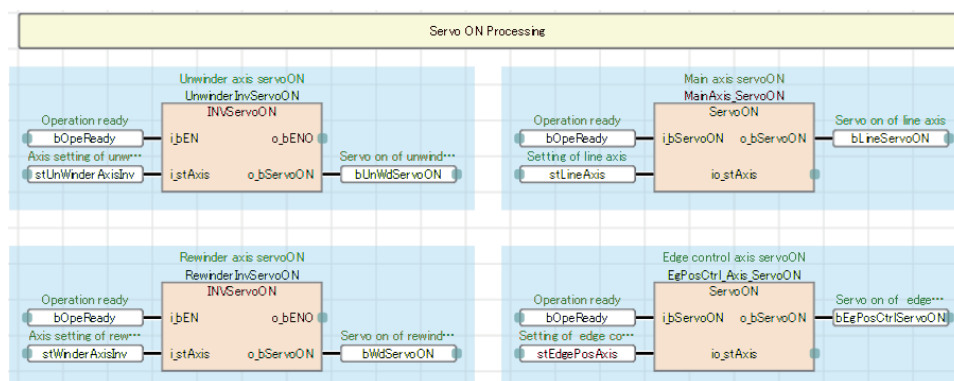 Servo ON Processing
Unwinder axis servoON
UnwinderInvServoON
INVServoON
Operation ready
bOpeReady
i_bEN
o_bENO
Axis setting of unw…
stUnWinderAxisInv
i_stAxis
o_bServoON
Servo on of unwind…
bUnWdServoON
Main axis servoON
MainAxis_ServoON
ServoON
Operation ready
bOpeReady
i_bServoON
o_bServoON
Servo on of line axis
bLineServoON
Setting of line axis
stLineAxis
io_stAxis
Rewinder axis servoON
RewinderInvServoON
INVServoON
Operation ready
bOpeReady
i_bEN
o_bENO
Axis setting of rew…
stWinderAxisInv
i_stAxis
o_bServoON
Servo on of rewind…
bWdServoON
Edge control axis servoON
EgPosCtrl_Axis_ServoON
ServoON
Operation ready
bOpeReady
i_bServoON
o_bServoON
Servo on of edge…
bEgPosCtrlServoON
Setting of edge co…
stEdgePosAxis
io_stAxis